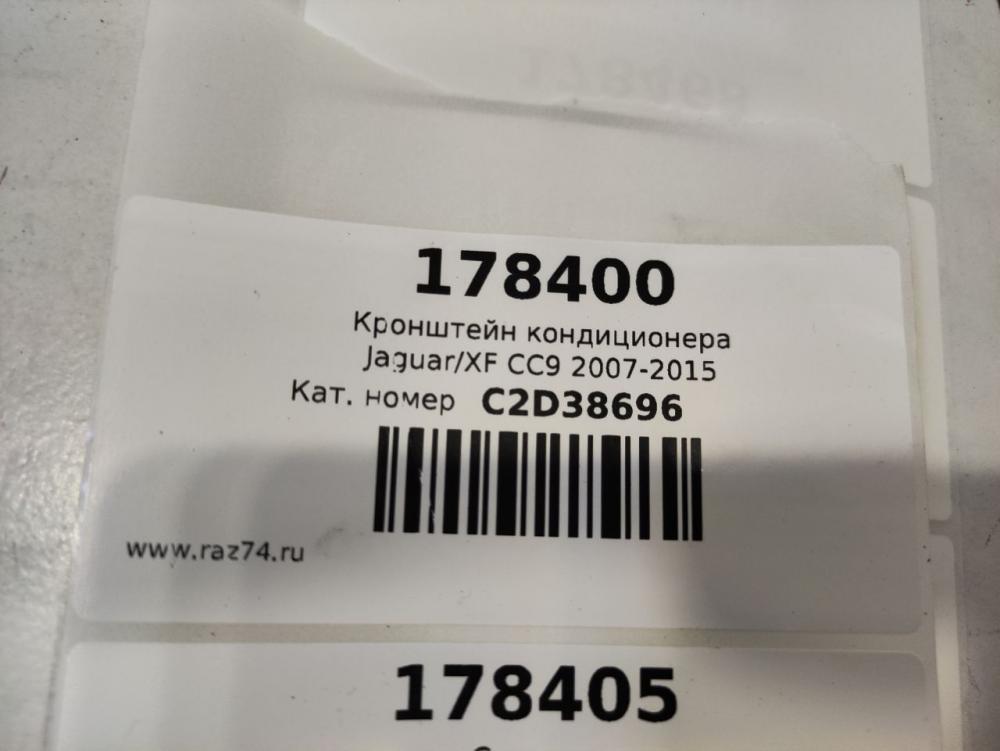 178400
Кронштейн кондиционера
Jaguar/XF CC9 2007-2015
Кат. номер C2D38696
www.raz74.ru
178405